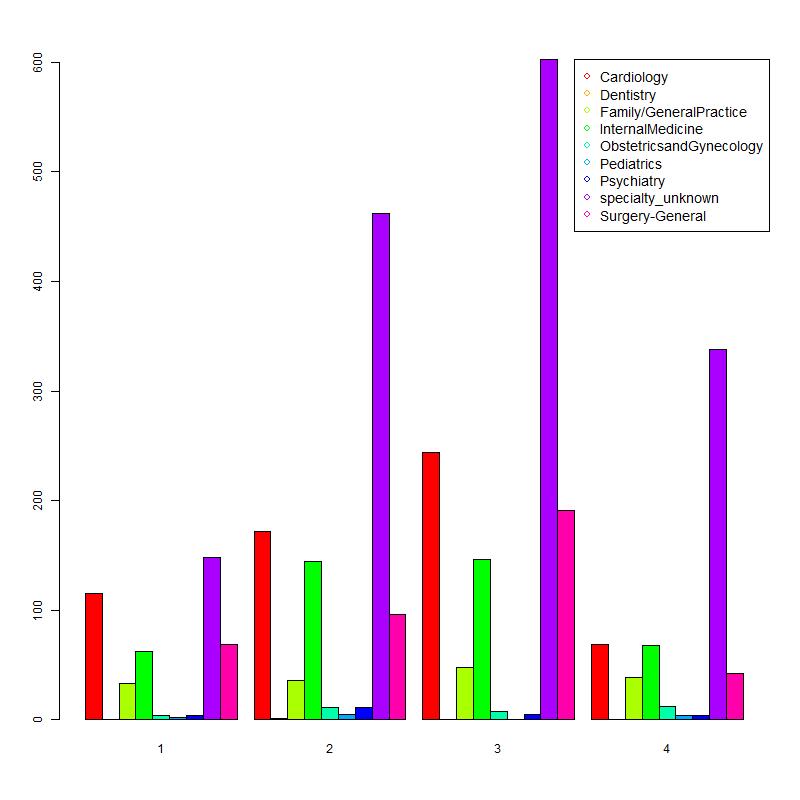 600
500
400
300
200
100
0
Cardiology
Dentistry
Family/GeneralPractice
InternalMedicine
ObstetricsandGynecology
Pediatrics
Psychiatry
specialty_unknown
Surgery-General
1 2 3 4